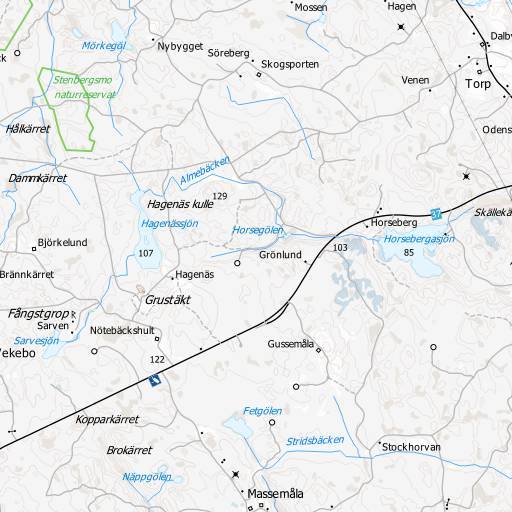 Mossen
Hagen
Dalby
Mörkegöl
Nybygget
Söreberg
Skogsporten
Stenbergsmo
naturreservat
Venen
Torp
Hålkärret
Odens
Almebäcken
Dammkärret
Hagenäs kulle
129
Hagenässjön
Horsegölen
37
Horseberg
Skälleke
Björkelund
107
Grönlund
103
Horsebergasjön
85
Brännkärret
Hagenäs
Grustäkt
Fångstgrop
Sarven
Nötebäckshult
Sarvesjön
Vekebo
122
Gussemåla
Kopparkärret
Fetgölen
Stridsbäcken
Stockhorvan
Brokärret
Näppgölen
Massemåla